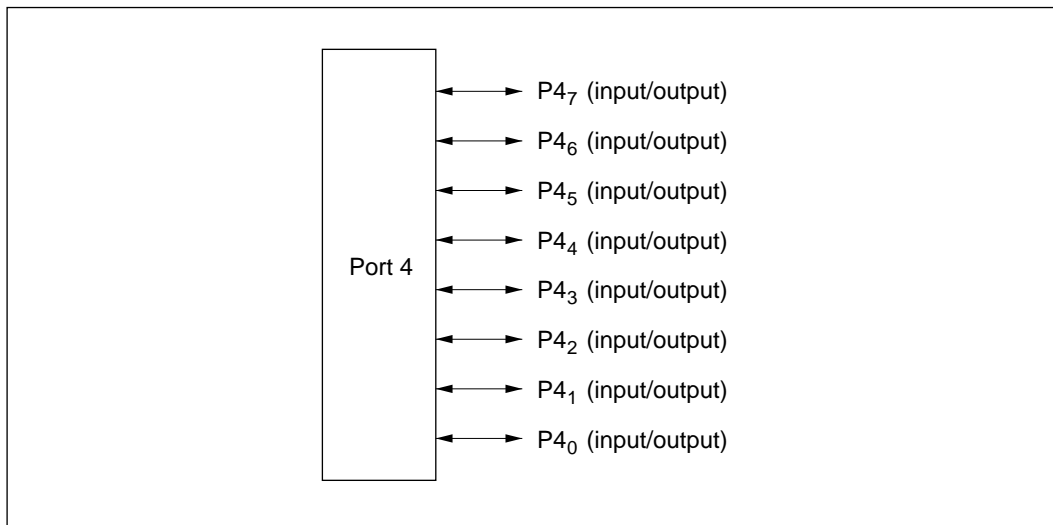 P4₇ (input/output)
P4₆ (input/output)
P4₅ (input/output)
P4₄ (input/output)
Port 4
P4₃ (input/output)
P4₂ (input/output)
P4₁ (input/output)
P4₀ (input/output)